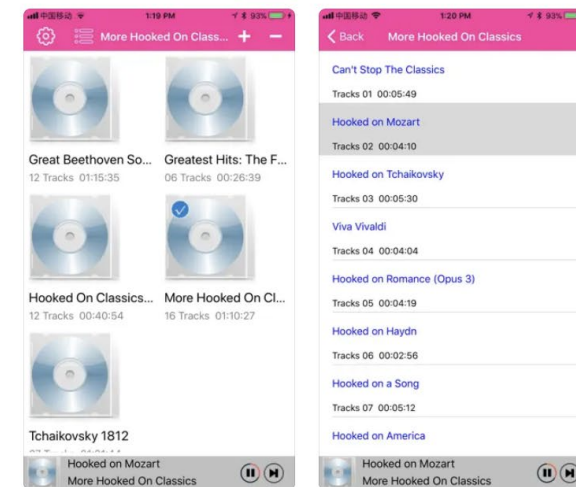 中国移动 1:19 PM 93%
More Hooked On Class... + −
Great Beethoven So... Greatest Hits: The F...
12 Tracks 01:15:35 06 Tracks 00:26:39
Hooked On Classics... More Hooked On Cl...
12 Tracks 00:40:54 16 Tracks 01:10:27
Tchaikovsky 1812
Hooked on Mozart
More Hooked On Classics
中国移动 1:20 PM 93%
Back More Hooked On Classics
Can't Stop The Classics
Tracks 01 00:05:49
Hooked on Mozart
Tracks 02 00:04:10
Hooked on Tchaikovsky
Tracks 03 00:05:30
Viva Vivaldi
Tracks 04 00:04:04
Hooked on Romance (Opus 3)
Tracks 05 00:04:19
Hooked on Haydn
Tracks 06 00:02:56
Hooked on a Song
Tracks 07 00:05:12
Hooked on America
Hooked on Mozart
More Hooked On Classics